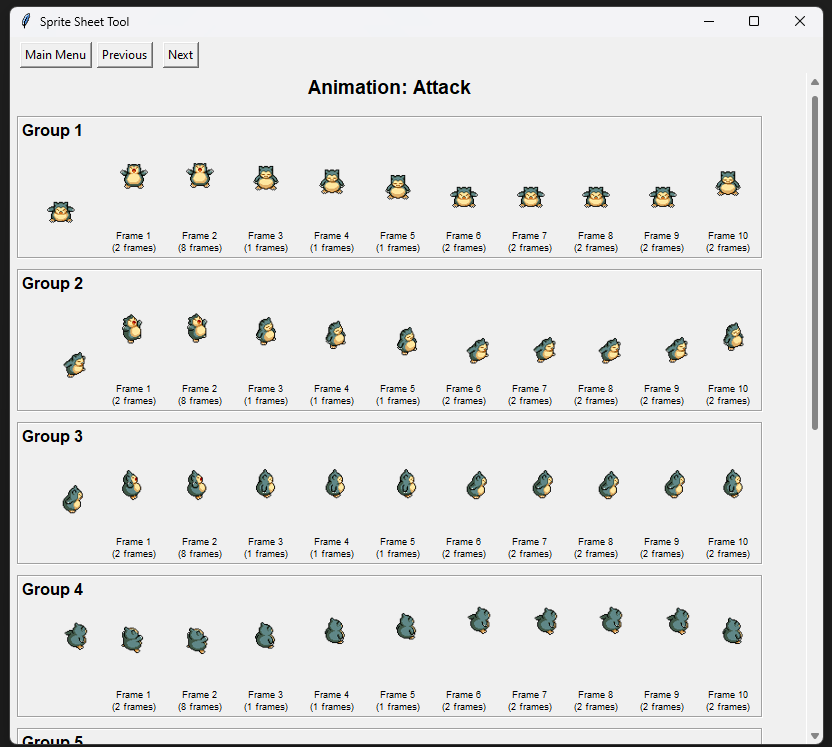 Sprite Sheet Tool
Main Menu Previous Next
Animation: Attack
Group 1
Frame 1 Frame 2 Frame 3 Frame 4 Frame 5 Frame 6 Frame 7 Frame 8 Frame 9 Frame 10
(2 frames) (8 frames) (1 frames) (1 frames) (1 frames) (2 frames) (2 frames) (2 frames) (2 frames) (2 frames)
Group 2
Frame 1 Frame 2 Frame 3 Frame 4 Frame 5 Frame 6 Frame 7 Frame 8 Frame 9 Frame 10
(2 frames) (8 frames) (1 frames) (1 frames) (1 frames) (2 frames) (2 frames) (2 frames) (2 frames) (2 frames)
Group 3
Frame 1 Frame 2 Frame 3 Frame 4 Frame 5 Frame 6 Frame 7 Frame 8 Frame 9 Frame 10
(2 frames) (8 frames) (1 frames) (1 frames) (1 frames) (2 frames) (2 frames) (2 frames) (2 frames) (2 frames)
Group 4
Frame 1 Frame 2 Frame 3 Frame 4 Frame 5 Frame 6 Frame 7 Frame 8 Frame 9 Frame 10
(2 frames) (8 frames) (1 frames) (1 frames) (1 frames) (2 frames) (2 frames) (2 frames) (2 frames) (2 frames)
Group 5